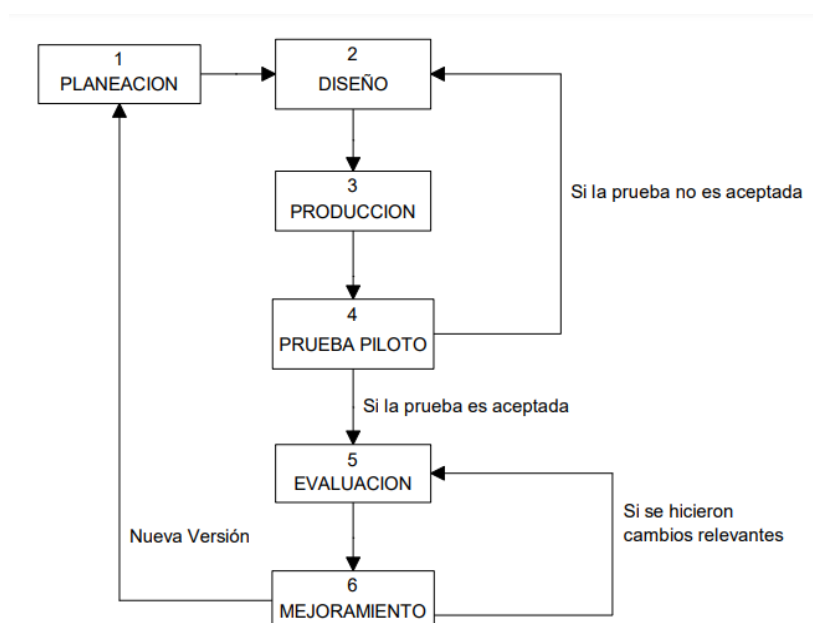 1
PLANEACION
2
DISEÑO
3
PRODUCCION
Si la prueba no es aceptada
4
PRUEBA PILOTO
Si la prueba es aceptada
5
EVALUACION
Si se hicieron
cambios relevantes
Nueva Versión
6
MEJORAMIENTO